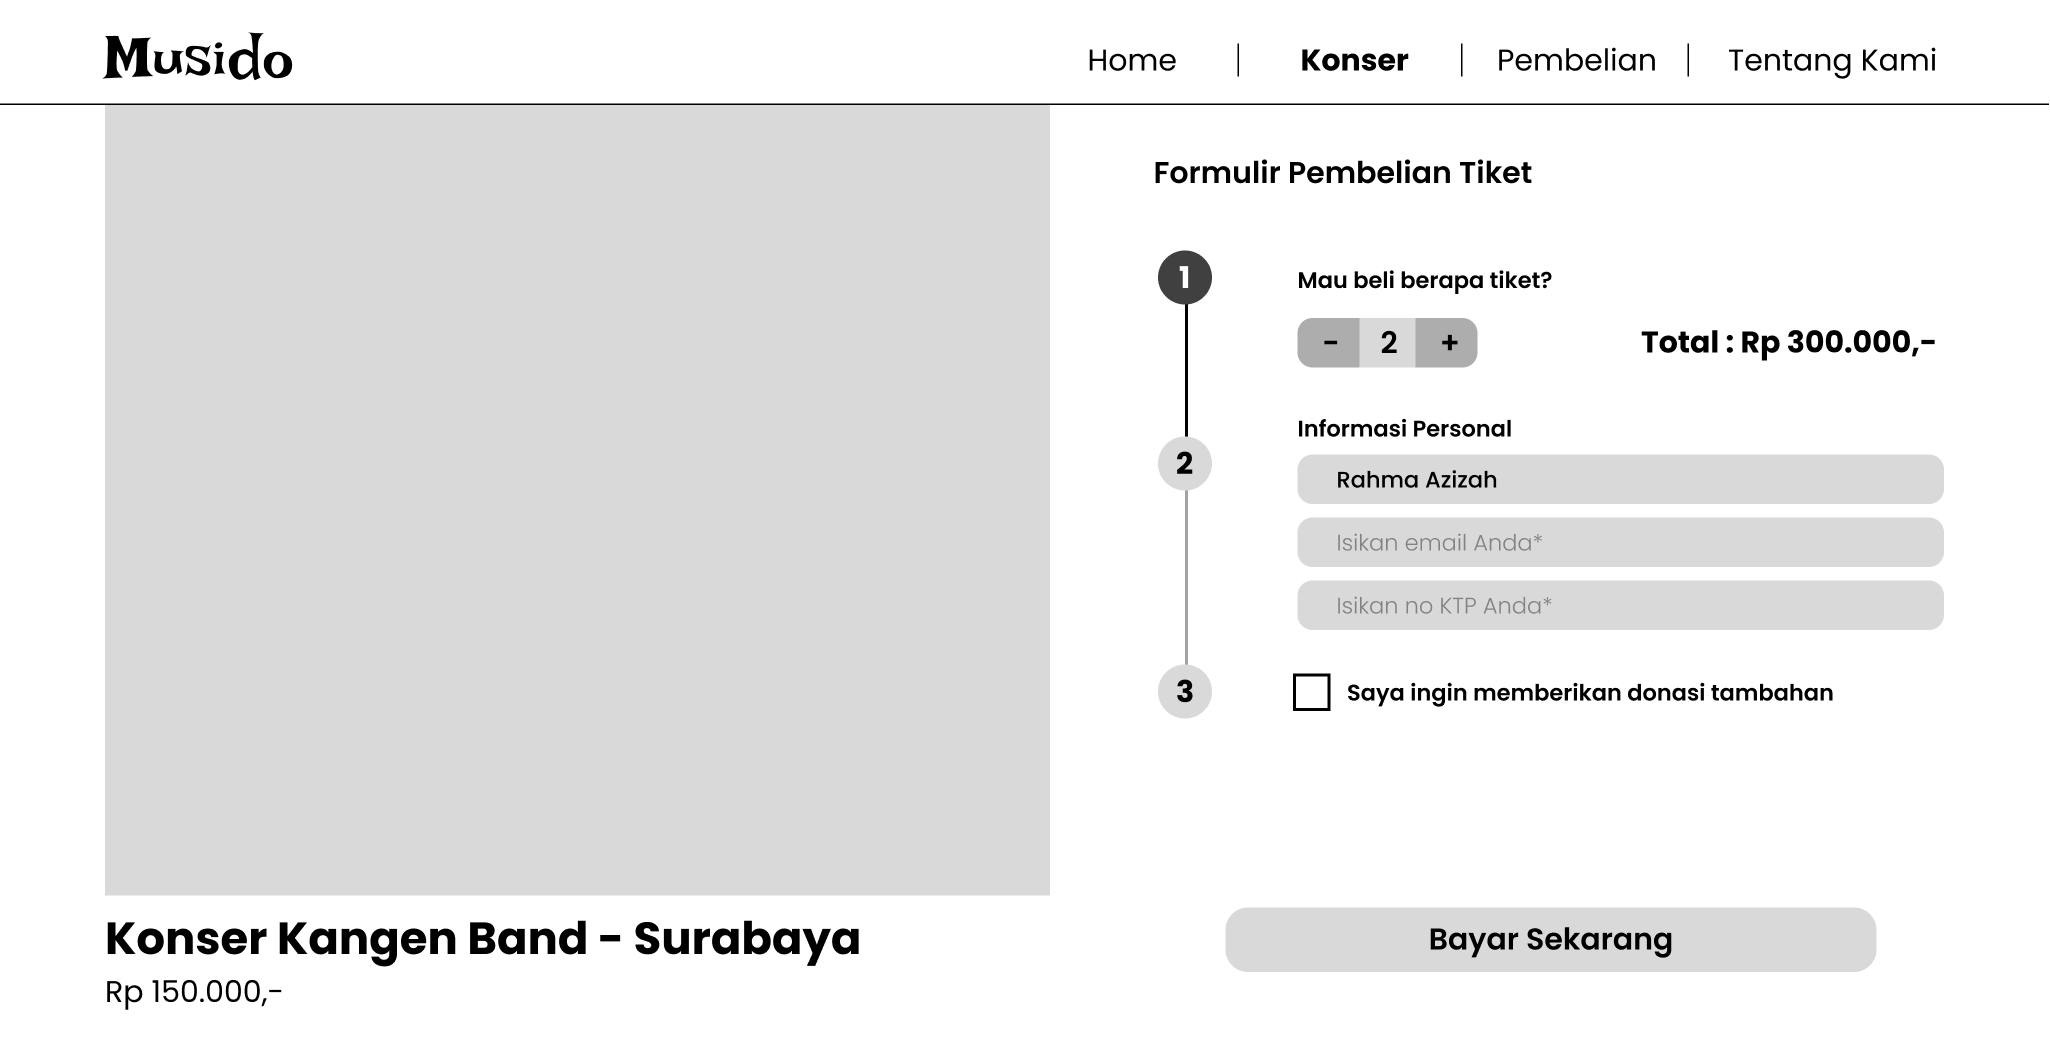 Musido
Home | Konser | Pembelian | Tentang Kami
Formulir Pembelian Tiket
1
Mau beli berapa tiket?
- 2 +
Total : Rp 300.000,-
2
Informasi Personal
Rahma Azizah
Isikan email Anda*
Isikan no KTP Anda*
3
Saya ingin memberikan donasi tambahan
Konser Kangen Band - Surabaya
Rp 150.000,-
Bayar Sekarang